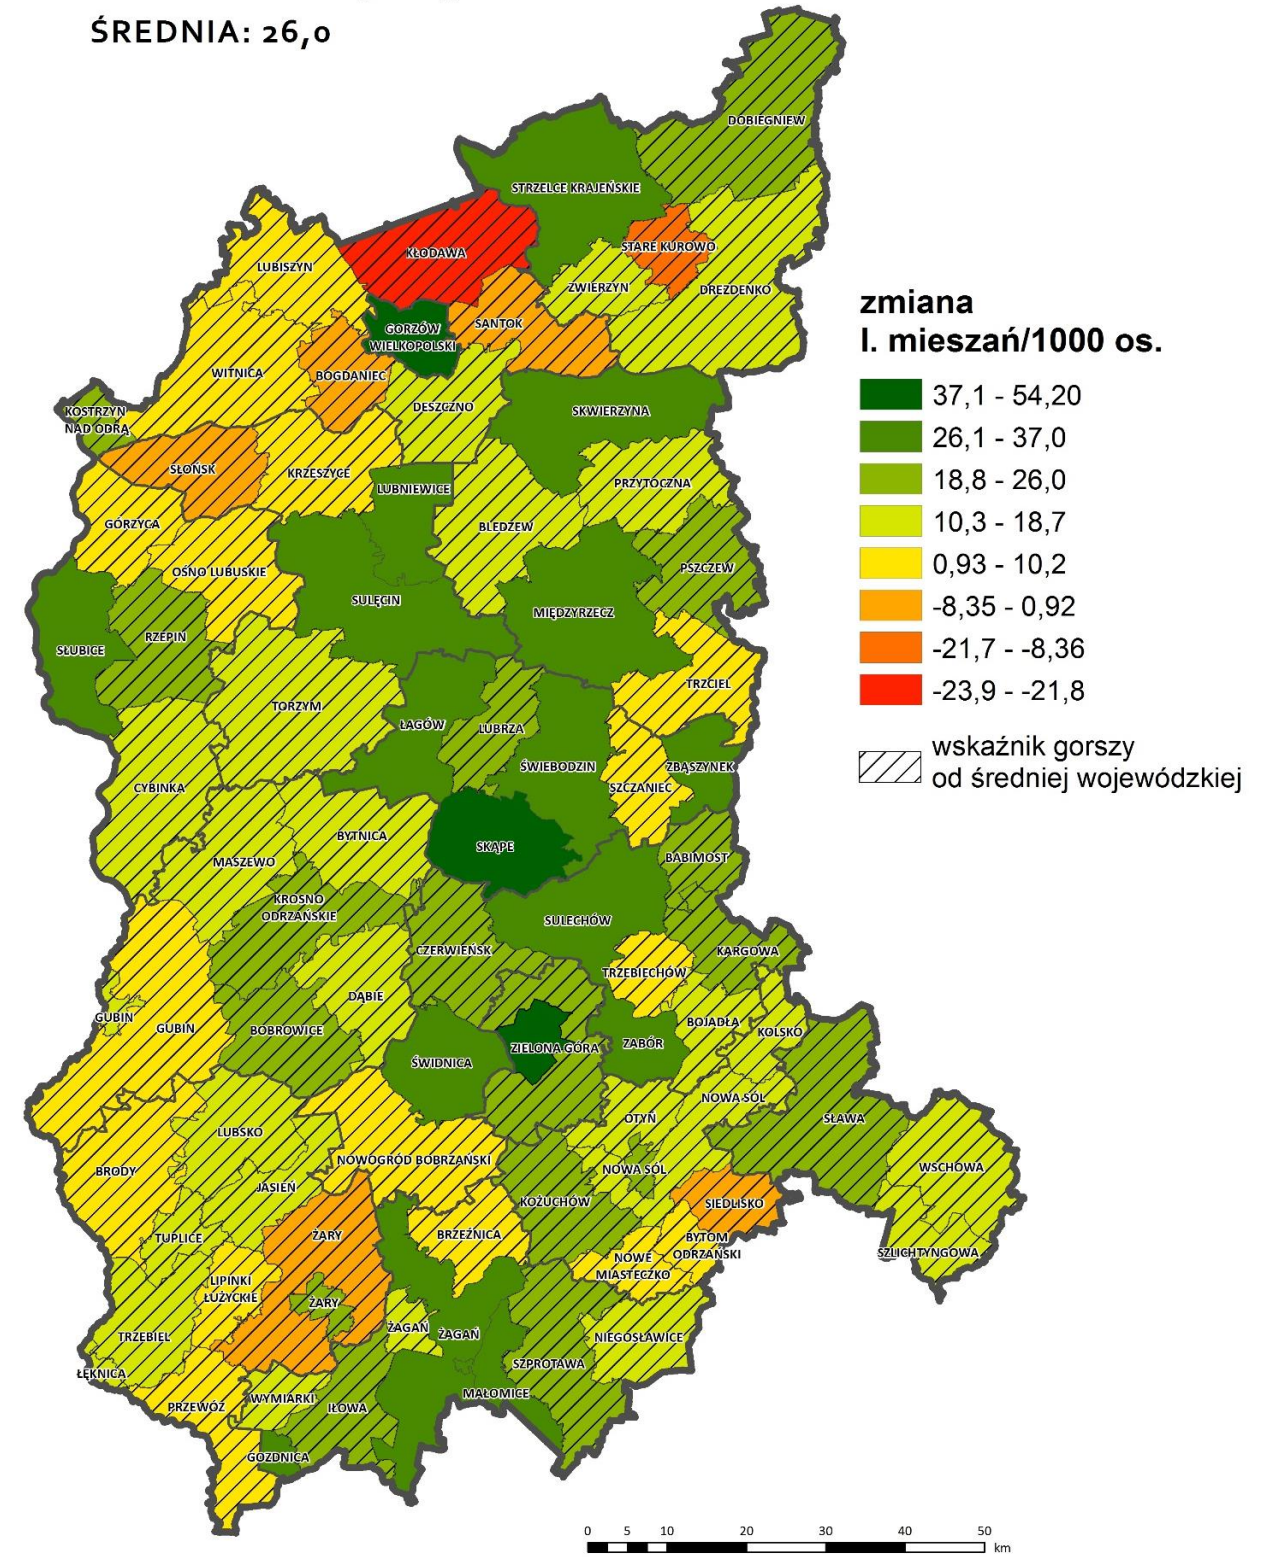 ŚREDNIA: 26,0
DOBIEGNIEW
STRZELCE KRAJEŃSKIE
STARE KUROWO
KŁODAWA
LUBISZYN
ZWIERZYN
DREZDENKO
SANTOK
GORZÓW
WIELKOPOLSKI
WITNICA
BOGDANIEC
DESZCZNO
SKWIERZYNA
KOSTRZYN
NAD ODRĄ
SŁOŃSK
KRZESZYCE
LUBNIEWICE
PRZYTOCZNA
GÓRZYCA
BLEDZEW
OŚNO LUBUSKIE
PSZCZEW
SULĘCIN
MIĘDZYRZECZ
RZEPIN
SŁUBICE
TRZCIEL
TORZYM
ŁAGÓW
LUBRZA
ŚWIEBODZIN
ZBĄSZYNEK
CYBINKA
SZCZANIEC
BYTNICA
SKĄPE
MASZEWO
BABIMOST
KROSNO
ODRZAŃSKIE
SULECHÓW
CZERWIEŃSK
KARGOWA
TRZEBIECHÓW
DĄBIE
GUBIN
GUBIN
BOBROWICE
BOJADŁA
KOLSKO
ZIELONA GÓRA
ZABÓR
ŚWIDNICA
NOWA SÓL
OTYŃ
SŁAWA
LUBSKO
NOWOGRÓD BOBRZAŃSKI
NOWA SÓL
WSCHOWA
BRODY
JASIEŃ
KOŻUCHÓW
SIEDLISKO
TUPLICE
ŻARY
BRZEŹNICA
BYTOM
ODRZAŃSKI
SZLICHTYNGOWA
NOWE
MIASTECZKO
LIPINKI
ŁUŻYCKIE
ŻARY
TRZEBIEL
ŻAGAŃ
ŻAGAŃ
NIEGOSŁAWICE
SZPROTAWA
ŁĘKNICA
MAŁOMICE
WYMIARKI
PRZEWÓZ
IŁOWA
GOZDNICA
zmiana
l. mieszań/1000 os.
37,1 - 54,20
26,1 - 37,0
18,8 - 26,0
10,3 - 18,7
0,93 - 10,2
-8,35 - 0,92
-21,7 - -8,36
-23,9 - -21,8
wskaźnik gorszy
od średniej wojewódzkiej
0 5 10 20 30 40 50
km